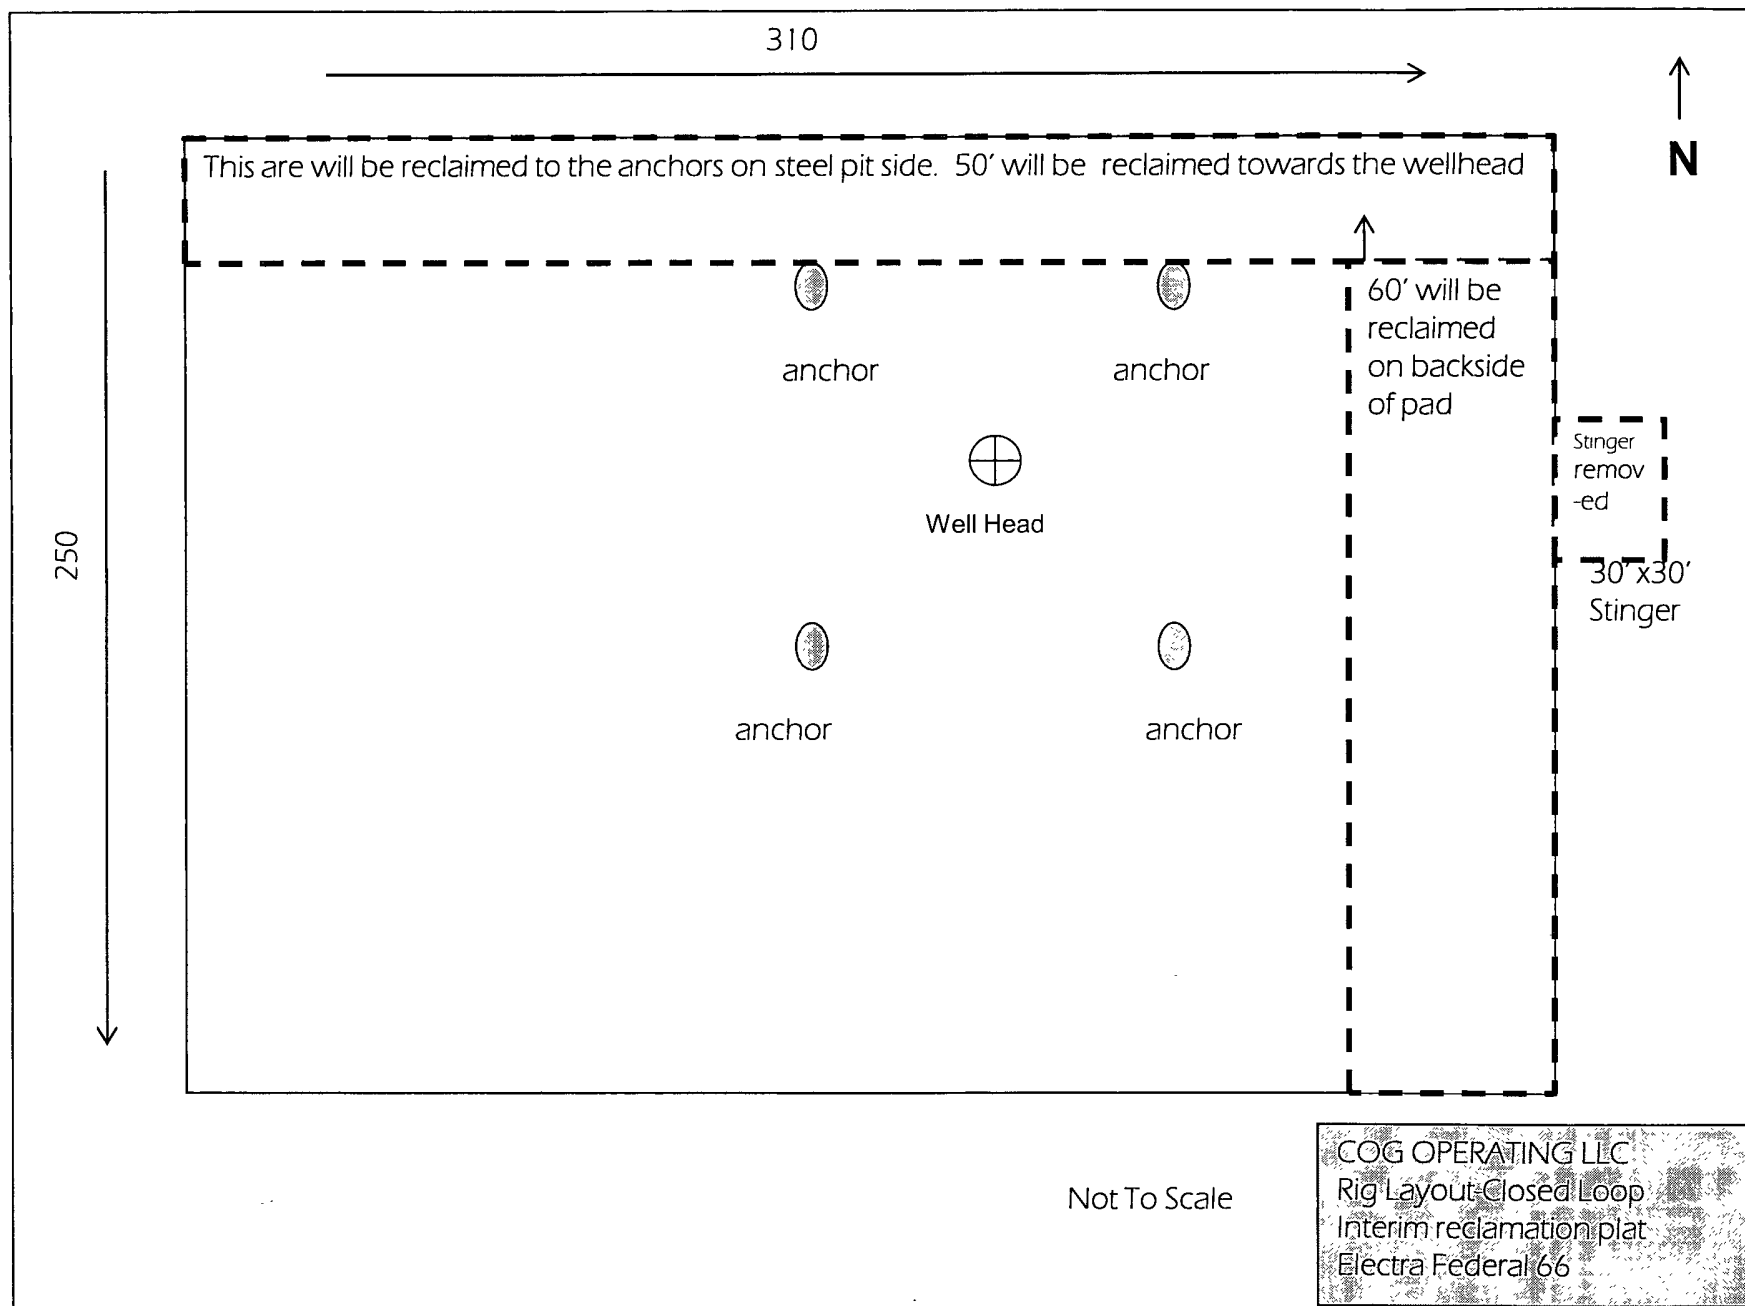 310
N
This are will be reclaimed to the anchors on steel pit side. 50' will be reclaimed towards the wellhead
60' will be
reclaimed
on backside
of pad
anchor
anchor
Stinger
remov
-ed
Well Head
250
30'x30'
Stinger
anchor
anchor
COG OPERATING LLC
Rig Layout-Closed Loop
Interim reclamation plat
Electra Federal 66
Not To Scale